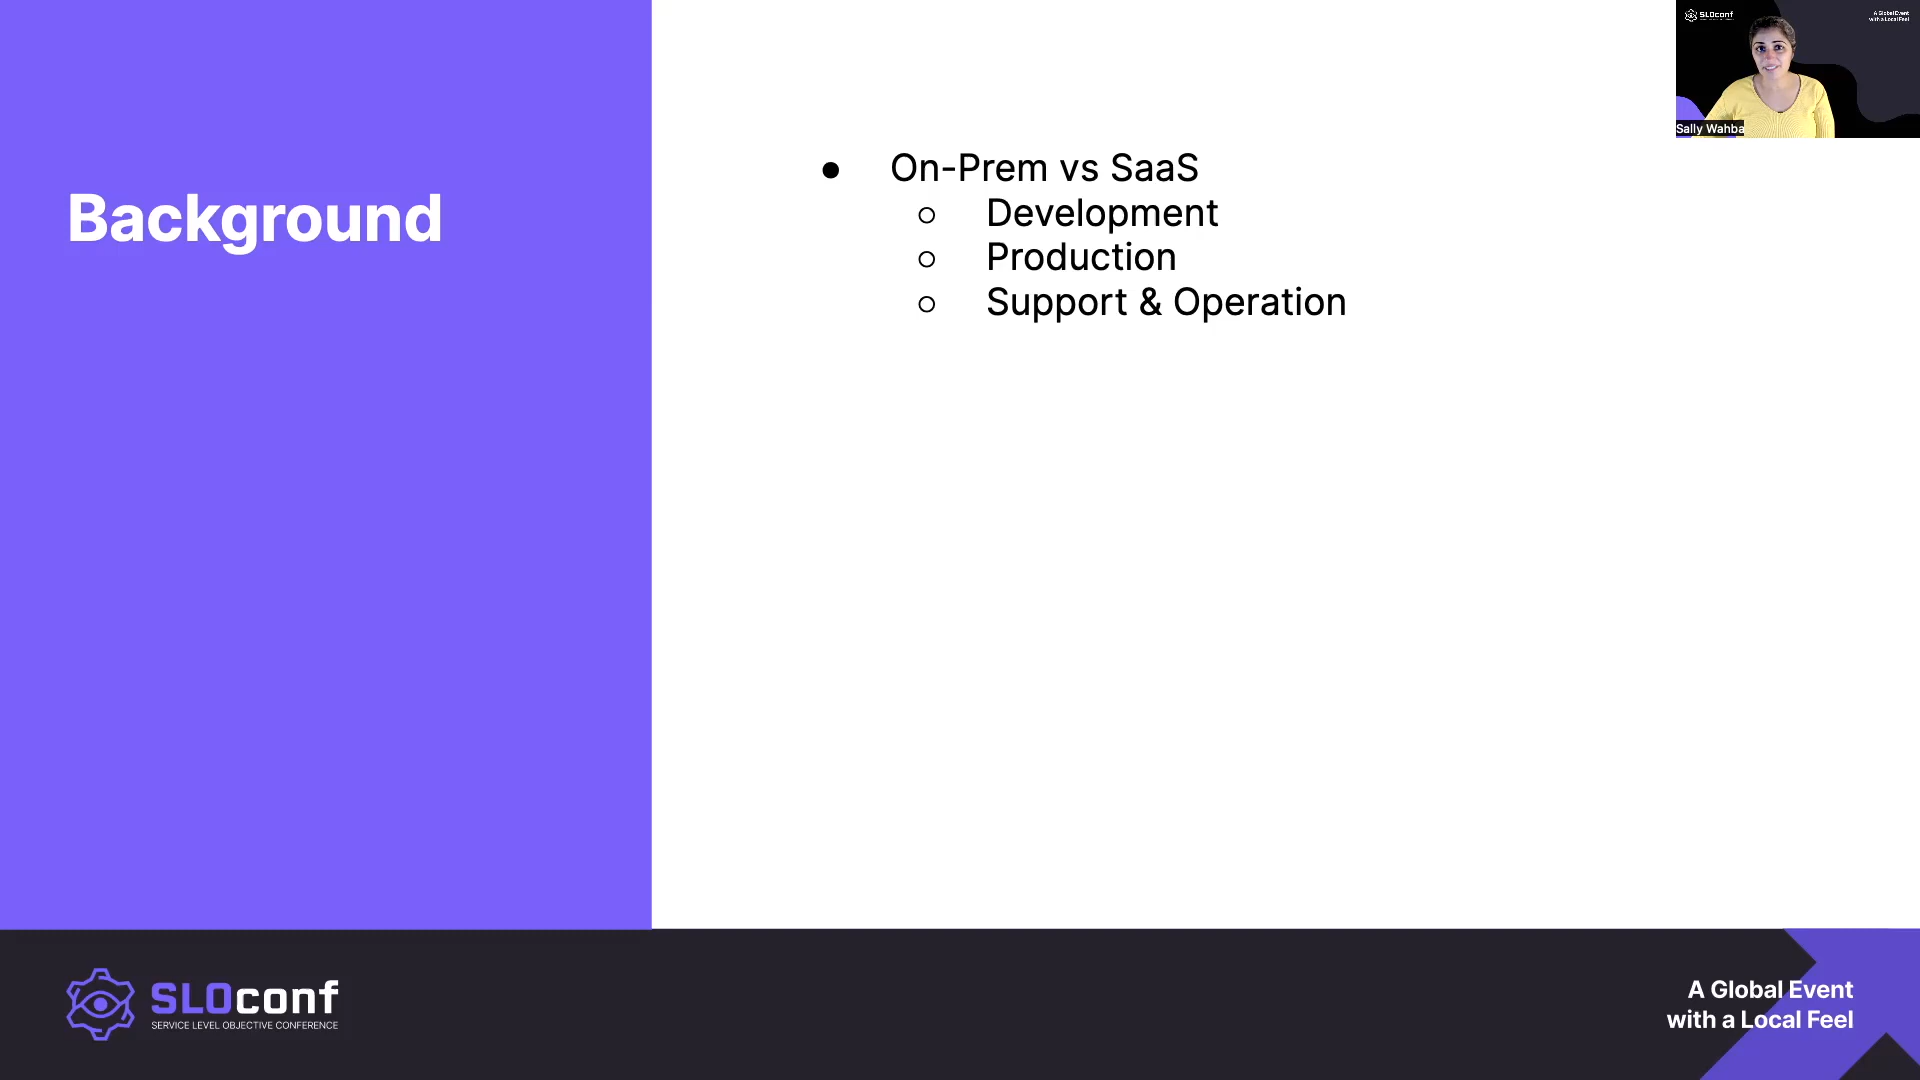 SLOconf
A Global Event
with a Local Feel
Sally Wahba
Background
On-Prem vs SaaS
Development
Production
Support & Operation
SLOconf
SERVICE LEVEL OBJECTIVE CONFERENCE
A Global Event
with a Local Feel